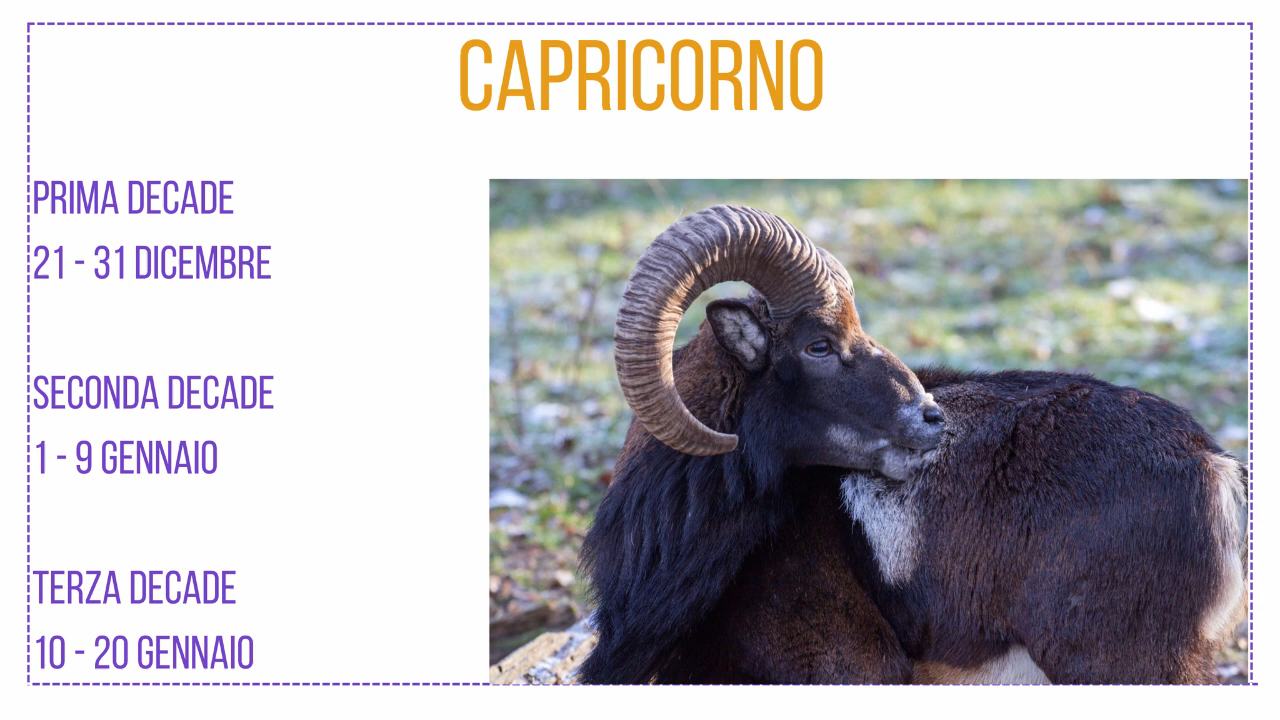 CAPRICORNO
PRIMA DECADE
21 - 31 DICEMBRE
SECONDA DECADE
1 - 9 GENNAIO
TERZA DECADE
10 - 20 GENNAIO